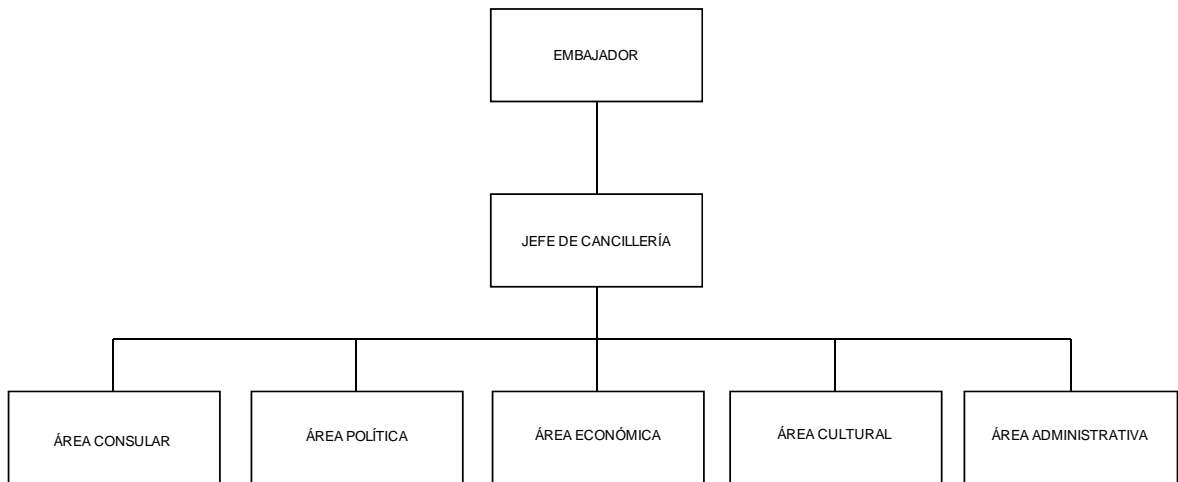 EMBAJADOR
JEFE DE CANCILLERÍA
ÁREA CONSULAR
ÁREA POLÍTICA
ÁREA ECONÓMICA
ÁREA CULTURAL
ÁREA ADMINISTRATIVA